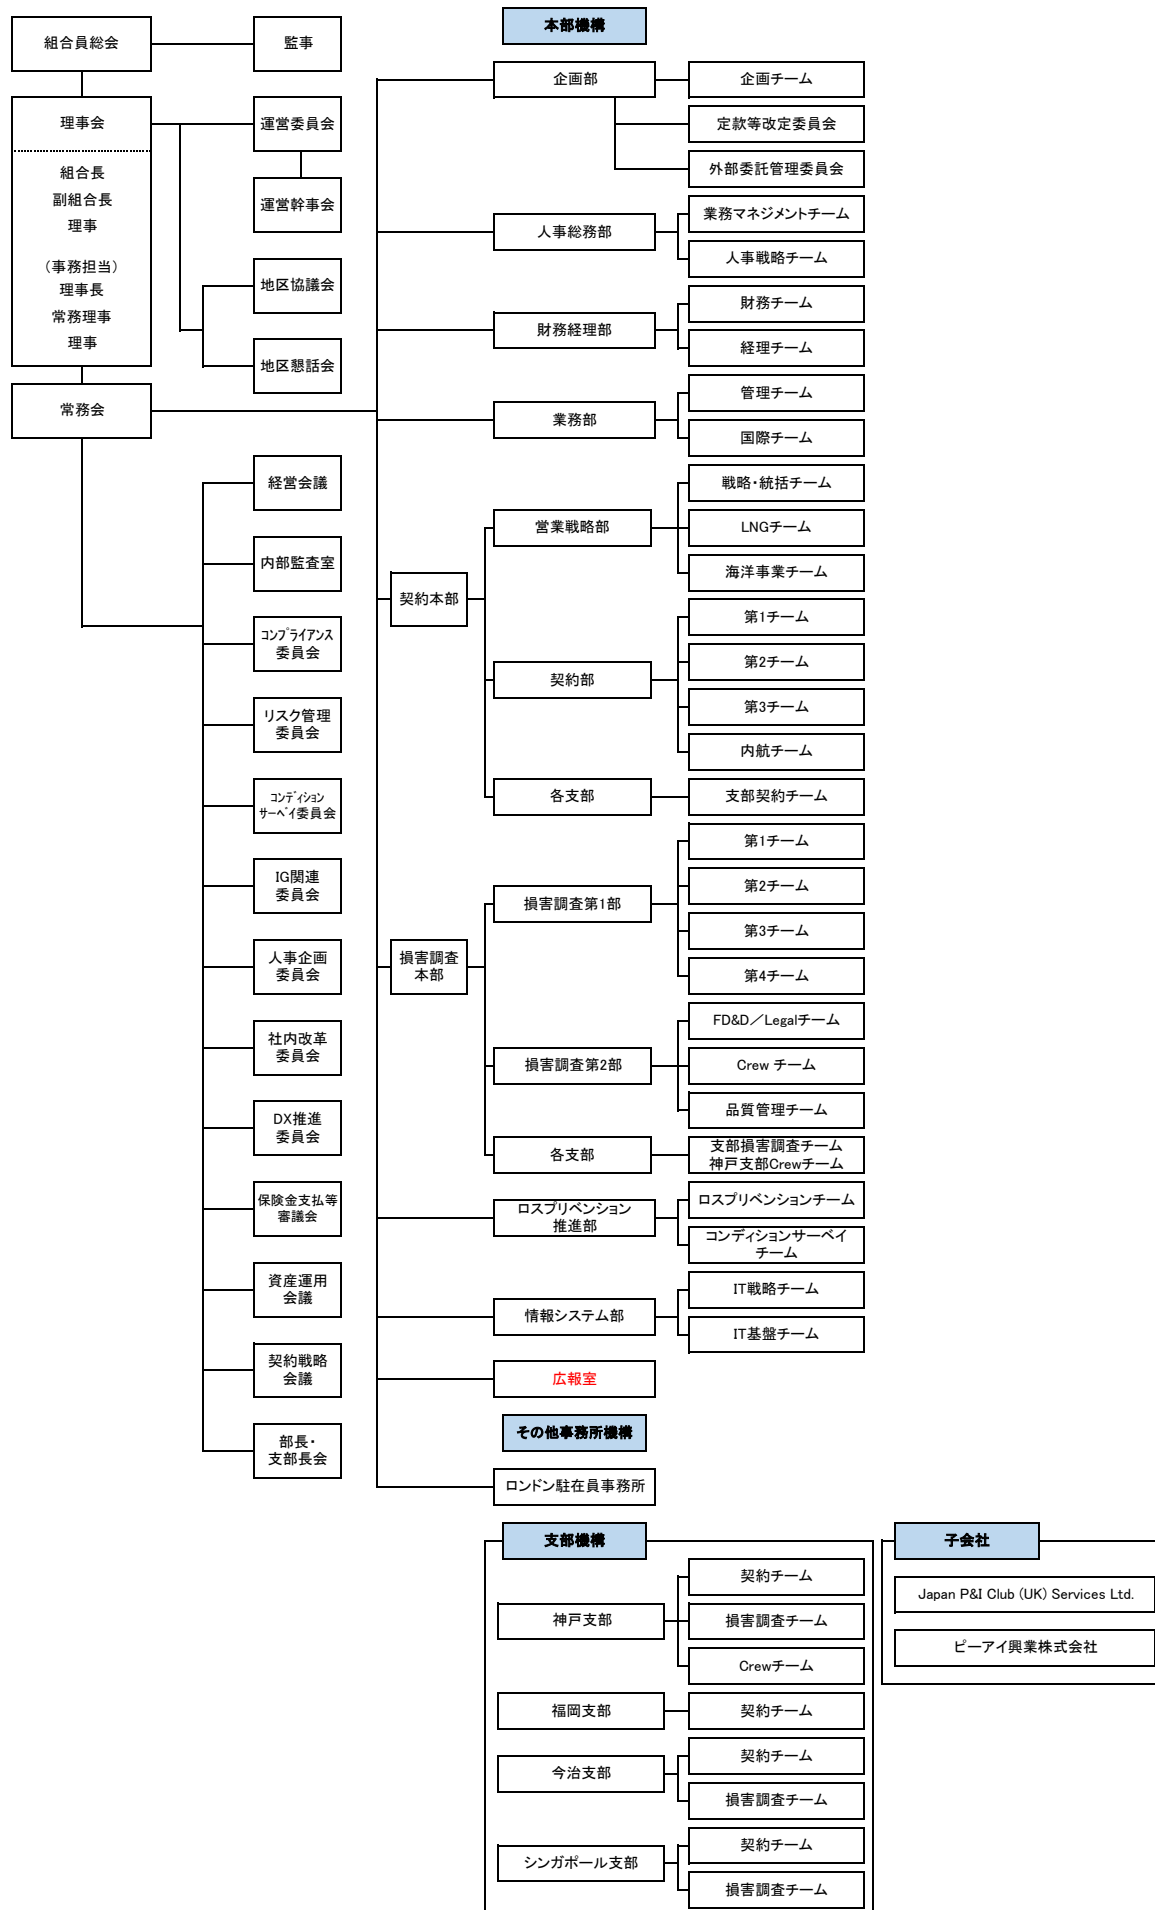 組合員総会
監事
理事会
組合長
副組合長
理事
(事務担当)
理事長
常務理事
理事
運営委員会
運営幹事会
地区協議会
地区懇話会
常務会
経営会議
内部監査室
コンプライアンス
委員会
リスク管理
委員会
コンディション
サーベイ委員会
IG関連
委員会
人事企画
委員会
社内改革
委員会
DX推進
委員会
保険金支払等
審議会
資産運用
会議
契約戦略
会議
部長・
支部長会
本部機構
企画部
企画チーム
定款等改定委員会
外部委託管理委員会
人事総務部
業務マネジメントチーム
人事戦略チーム
財務経理部
財務チーム
経理チーム
業務部
管理チーム
国際チーム
契約本部
営業戦略部
戦略・統括チーム
LNGチーム
海洋事業チーム
契約部
第1チーム
第2チーム
第3チーム
内航チーム
各支部
支部契約チーム
損害調査
本部
損害調査第1部
第1チーム
第2チーム
第3チーム
第4チーム
損害調査第2部
FD&D／Legalチーム
Crew チーム
品質管理チーム
各支部
支部損害調査チーム
神戸支部Crewチーム
ロスプリベンション
推進部
ロスプリベンションチーム
コンディションサーベイ
チーム
情報システム部
IT戦略チーム
IT基盤チーム
広報室
その他事務所機構
ロンドン駐在員事務所
支部機構
神戸支部
契約チーム
損害調査チーム
Crewチーム
福岡支部
契約チーム
今治支部
契約チーム
損害調査チーム
シンガポール支部
契約チーム
損害調査チーム
子会社
Japan P&I Club (UK) Services Ltd.
ピーアイ興業株式会社